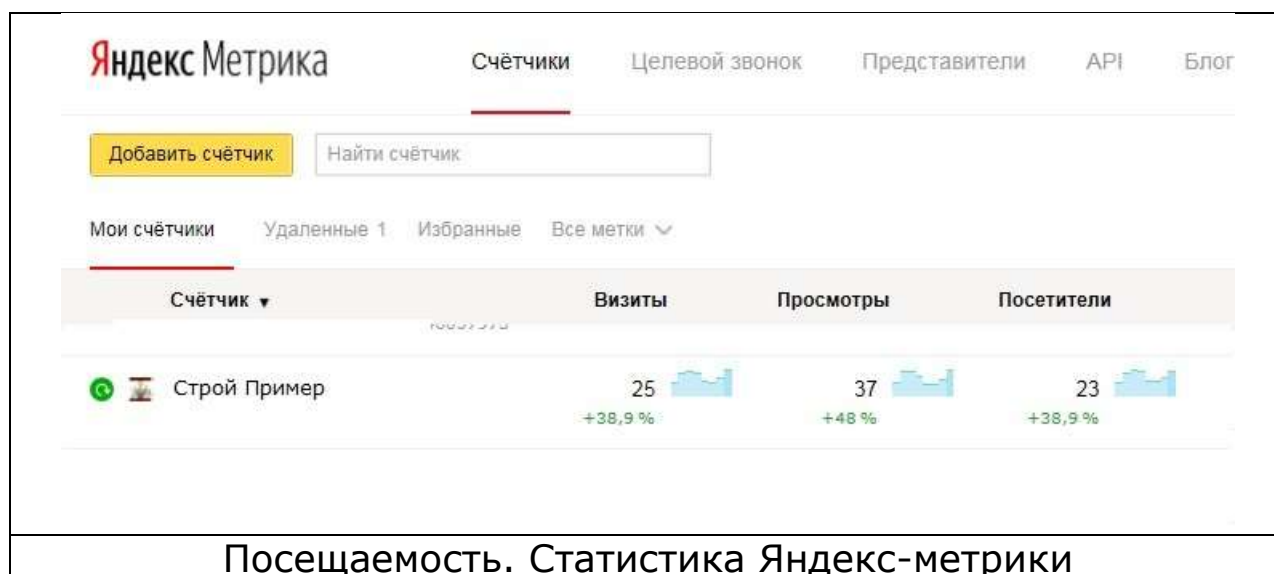 Яндекс Метрика Счётчики Целевой звонок Представители API Блог
Добавить счётчик Найти счётчик
Мои счётчики Удаленные 1 Избранные Все метки
Счётчик ▼ Визиты Просмотры Посетители
Строй Пример 25 37 23
+38,9 % +48 % +38,9 %
Посещаемость. Статистика Яндекс-метрики